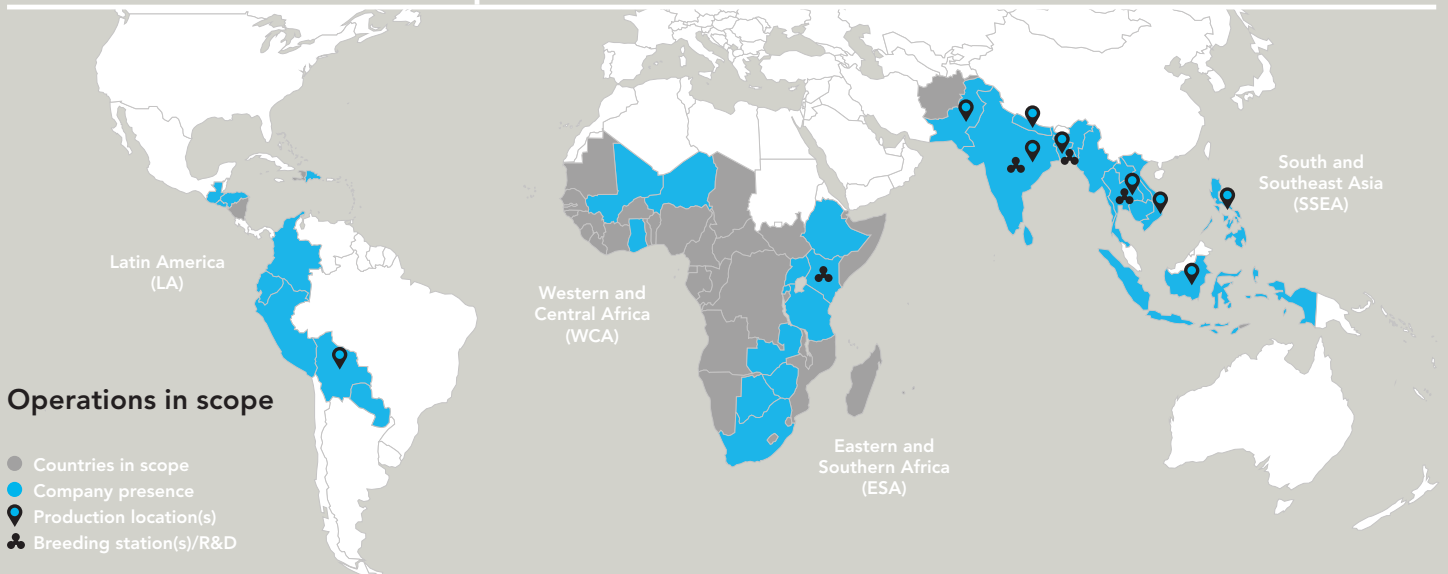 South and
Southeast Asia
(SSEA)
Latin America
(LA)
Western and
Central Africa
(WCA)
Operations in scope
Eastern and
Southern Africa
(ESA)
Countries in scope
Company presence
Production location(s)
Breeding station(s)/R&D